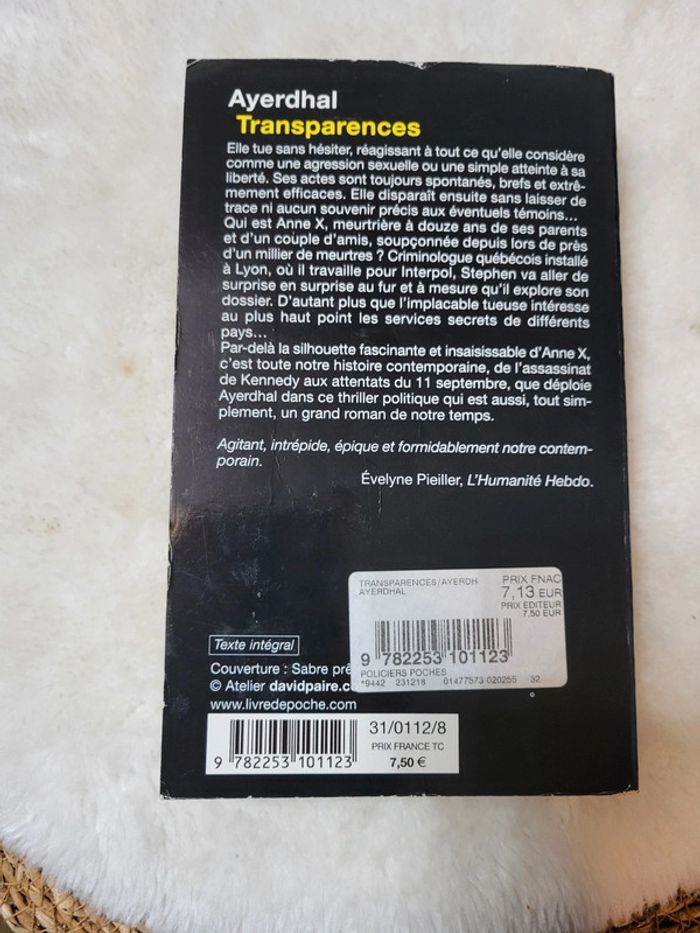 Ayerdhal
Transparences
Elle tue sans hésiter, réagissant à tout ce qu'elle considère
comme une agression sexuelle ou une simple atteinte à sa
liberté. Ses actes sont toujours spontanés, brefs et extrê-
mement efficaces. Elle disparaît ensuite sans laisser de
trace ni aucun souvenir précis aux éventuels témoins...
Qui est Anne X, meurtrière à douze ans de ses parents
et d'un couple d'amis, soupçonnée depuis lors de près
d'un millier de meurtres ? Criminologue québécois installé
à Lyon, où il travaille pour Interpol, Stephen va aller de
surprise en surprise au fur et à mesure qu'il explore son
dossier. D'autant plus que l'implacable tueuse intéresse
au plus haut point les services secrets de différents
pays...
Par-delà la silhouette fascinante et insaisissable d'Anne X,
c'est toute notre histoire contemporaine, de l'assassinat
de Kennedy aux attentats du 11 septembre, que déploie
Ayerdhal dans ce thriller politique qui est aussi, tout sim-
plement, un grand roman de notre temps.
Agitant, intrépide, épique et formidablement notre contem-
porain.
Évelyne Pieiller, L'Humanité Hebdo.
TRANSPARENCES/AYERDH
AYERDHAL
PRIX FNAC
7,13 EUR
PRIX EDITEUR
7,50 EUR
9 782253 101123
POLICIERS POCHES
*9442 231218 01477573 020255 32
Texte intégral
Couverture : Sabre prê
© Atelier davidpaire.c
www.livredepoche.com
31/0112/8
PRIX FRANCE TC
7,50 €
9 782253 101123